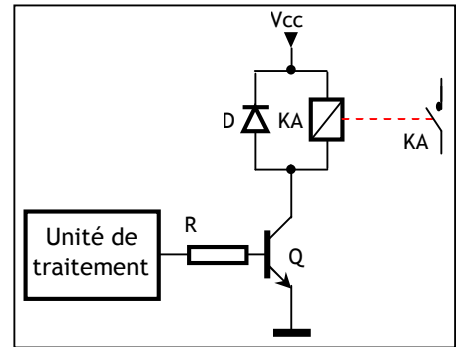 Vcc
D
KA
KA
R
Unité de
traitement
Q